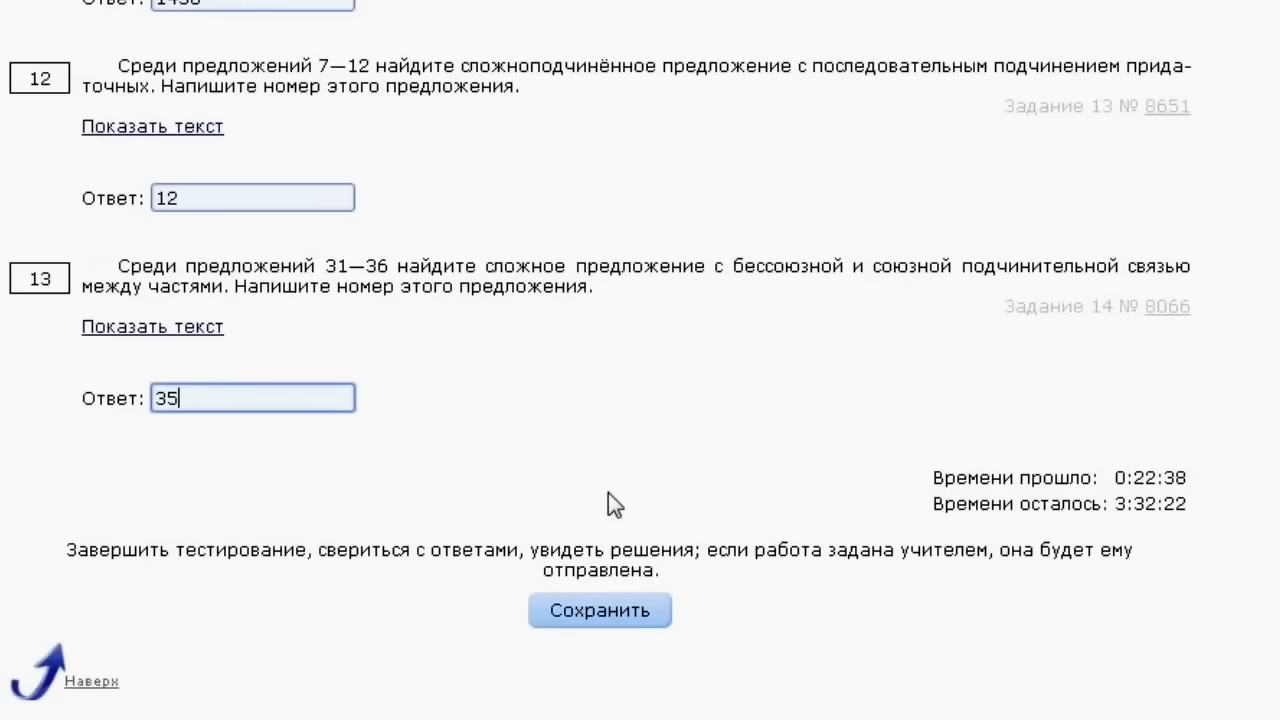 Ответ: 1436
12
Среди предложений 7—12 найдите сложноподчинённое предложение с последовательным подчинением прида-
точных. Напишите номер этого предложения.
Задание 13 № 8651
Показать текст
Ответ: 12
13
Среди предложений 31—36 найдите сложное предложение с бессоюзной и союзной подчинительной связью
между частями. Напишите номер этого предложения.
Задание 14 № 8066
Показать текст
Ответ: 35
Времени прошло: 0:22:38
Времени осталось: 3:32:22
Завершить тестирование, свериться с ответами, увидеть решения; если работа задана учителем, она будет ему
отправлена.
Сохранить
Наверх